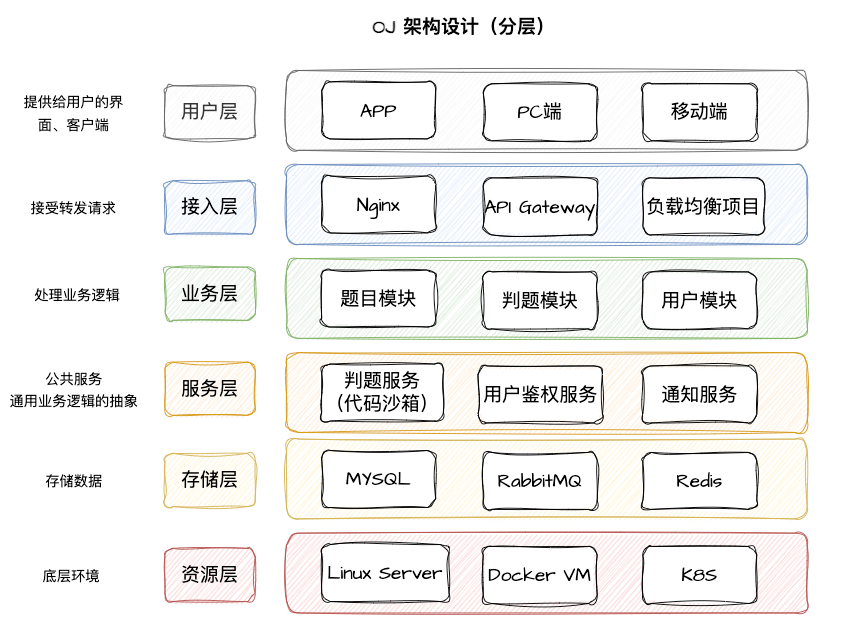 OJ 架构设计（分层）
提供给用户的界
面、客户端
用户层
APP
PC端
移动端
接受转发请求
接入层
Nginx
API Gateway
负载均衡项目
处理业务逻辑
业务层
题目模块
判题模块
用户模块
公共服务
通用业务逻辑的抽象
服务层
判题服务
（代码沙箱）
用户鉴权服务
通知服务
存储数据
存储层
MYSQL
RabbitMQ
Redis
底层环境
资源层
Linux Server
Docker VM
K8S